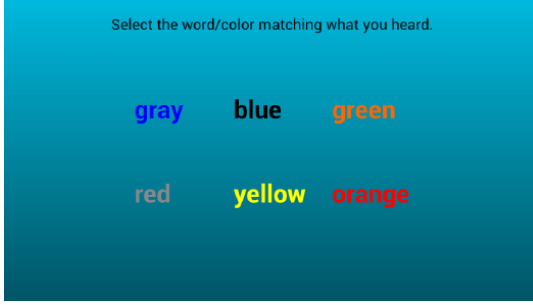 Select the word/color matching what you heard.
gray blue green
red yellow orange